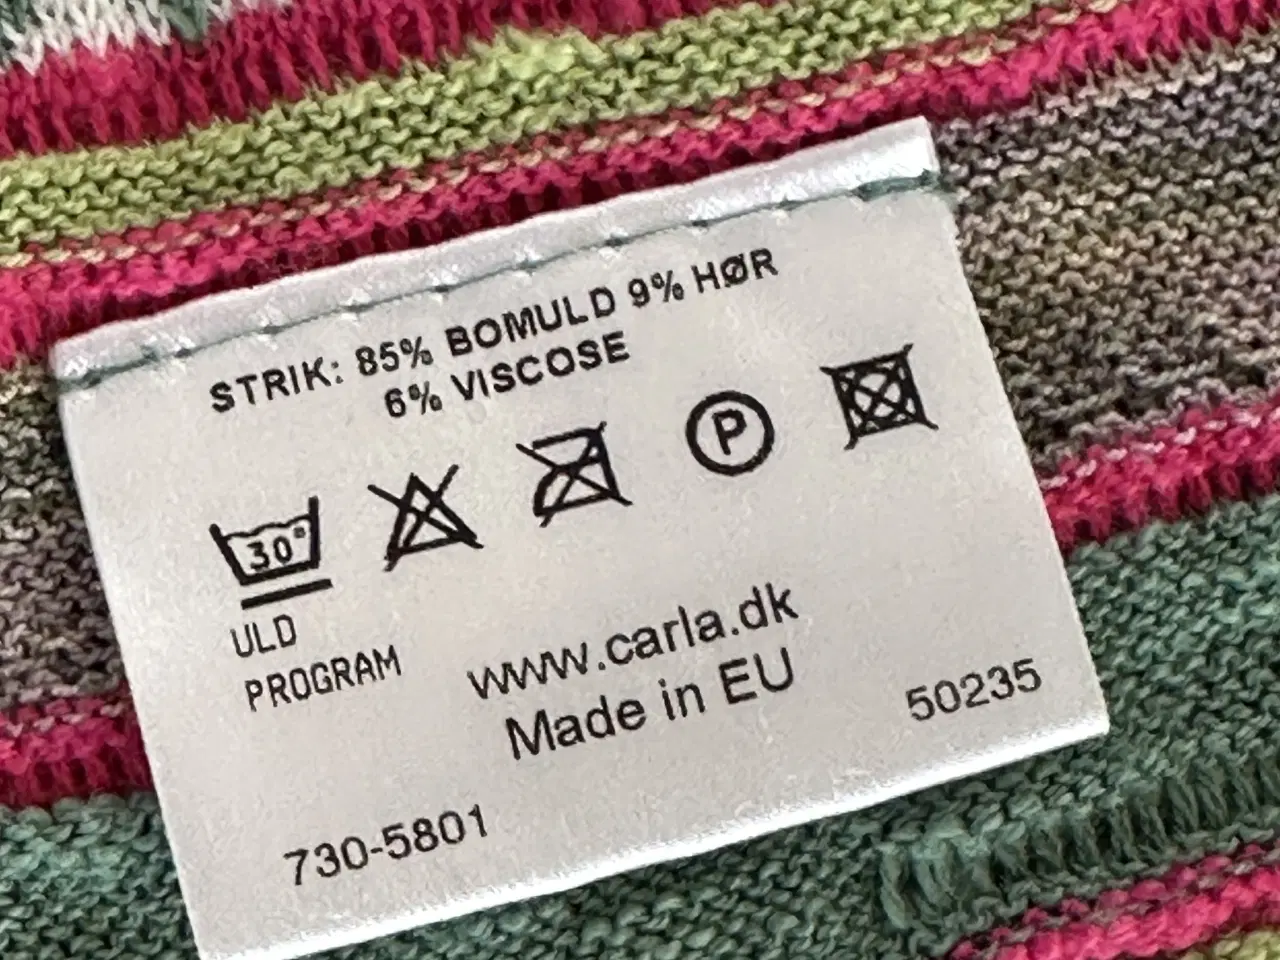 STRIK: 85% BOMULD 9% HØR
6% VISCOSE
30°
P
ULD
PROGRAM
www.carla.dk
Made in EU
50235
730-5801